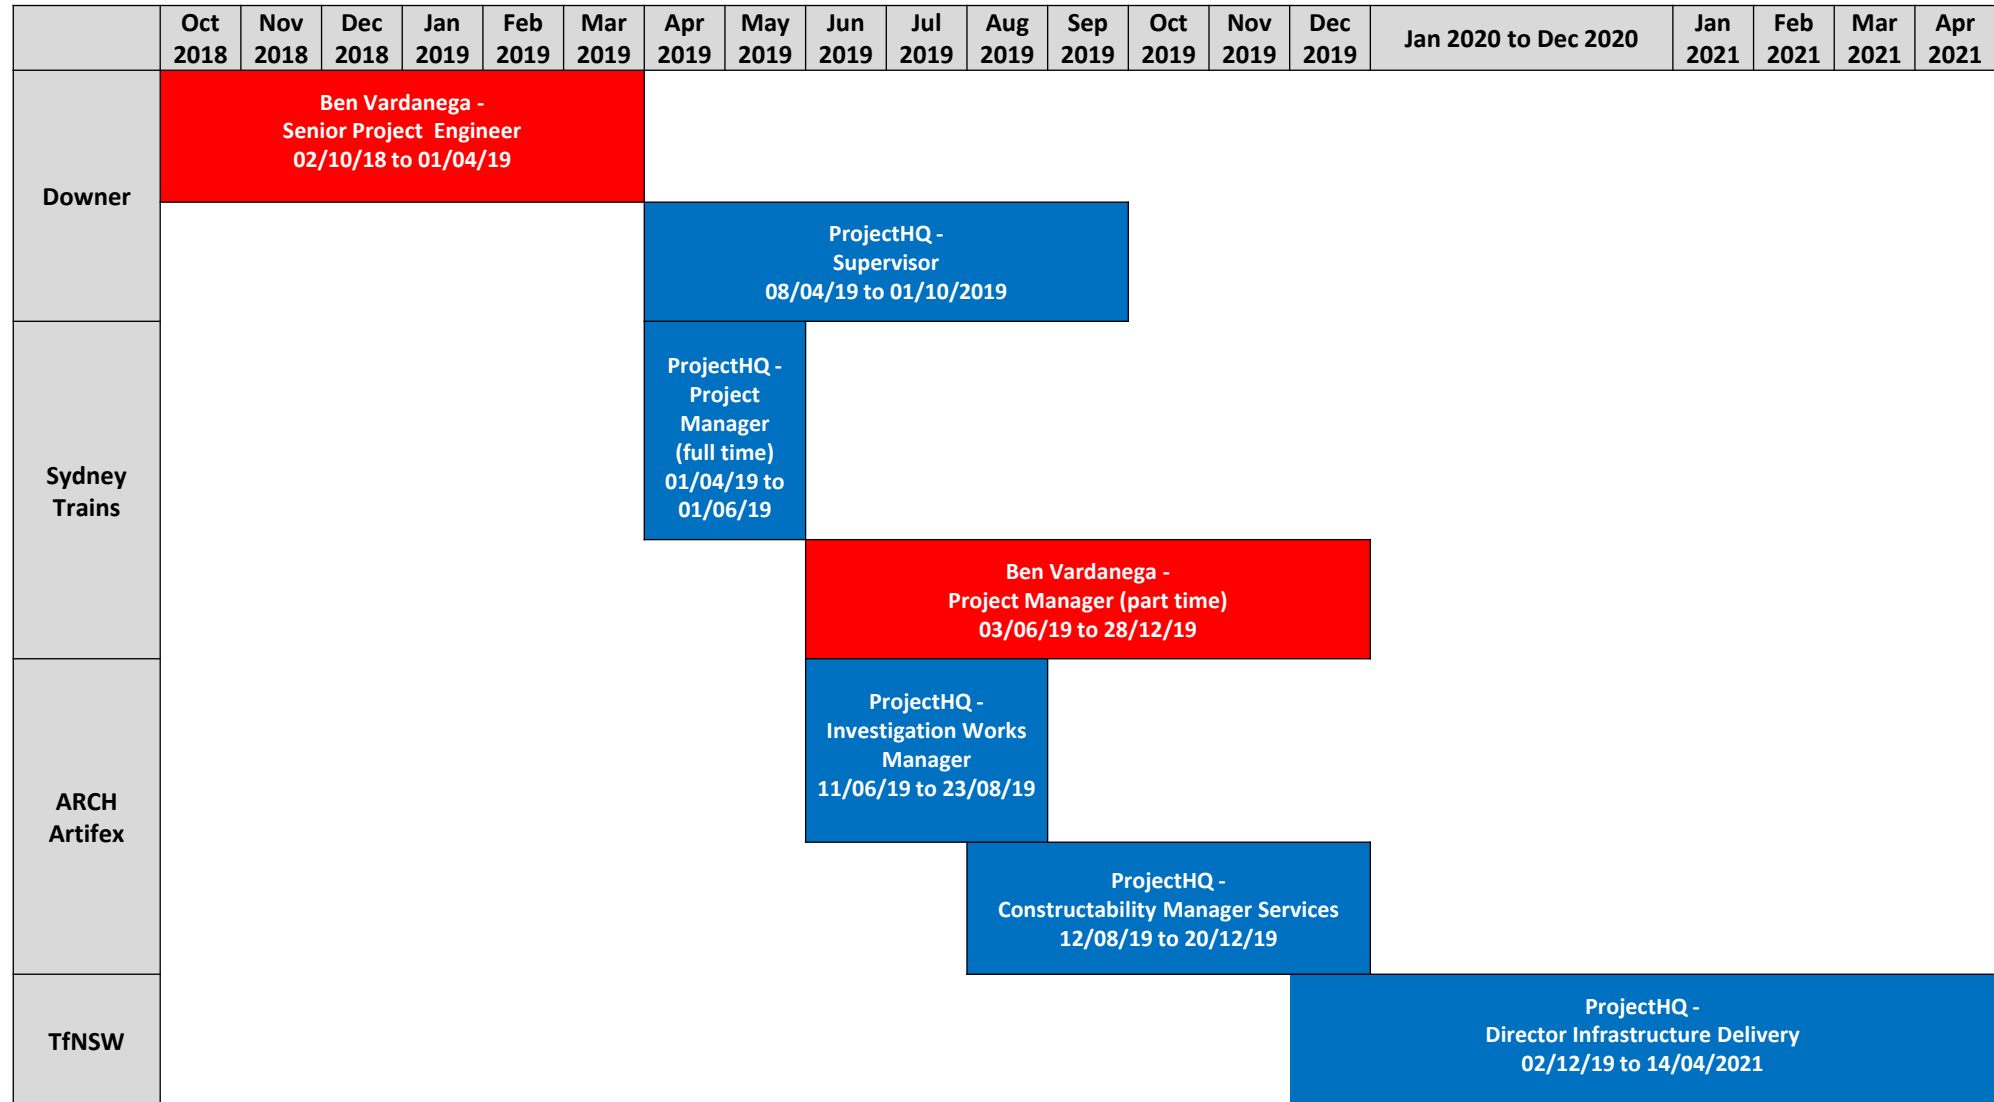 Oct 2018
Nov 2018
Dec 2018
Jan 2019
Feb 2019
Mar 2019
Apr 2019
May 2019
Jun 2019
Jul 2019
Aug 2019
Sep 2019
Oct 2019
Nov 2019
Dec 2019
Jan 2020 to Dec 2020
Jan 2021
Feb 2021
Mar 2021
Apr 2021
Downer
Ben Vardanega -
Senior Project Engineer
02/10/18 to 01/04/19
ProjectHQ -
Supervisor
08/04/19 to 01/10/2019
Sydney
Trains
ProjectHQ -
Project
Manager
(full time)
01/04/19 to
01/06/19
Ben Vardanega -
Project Manager (part time)
03/06/19 to 28/12/19
ARCH
Artifex
ProjectHQ -
Investigation Works
Manager
11/06/19 to 23/08/19
ProjectHQ -
Constructability Manager Services
12/08/19 to 20/12/19
TfNSW
ProjectHQ -
Director Infrastructure Delivery
02/12/19 to 14/04/2021